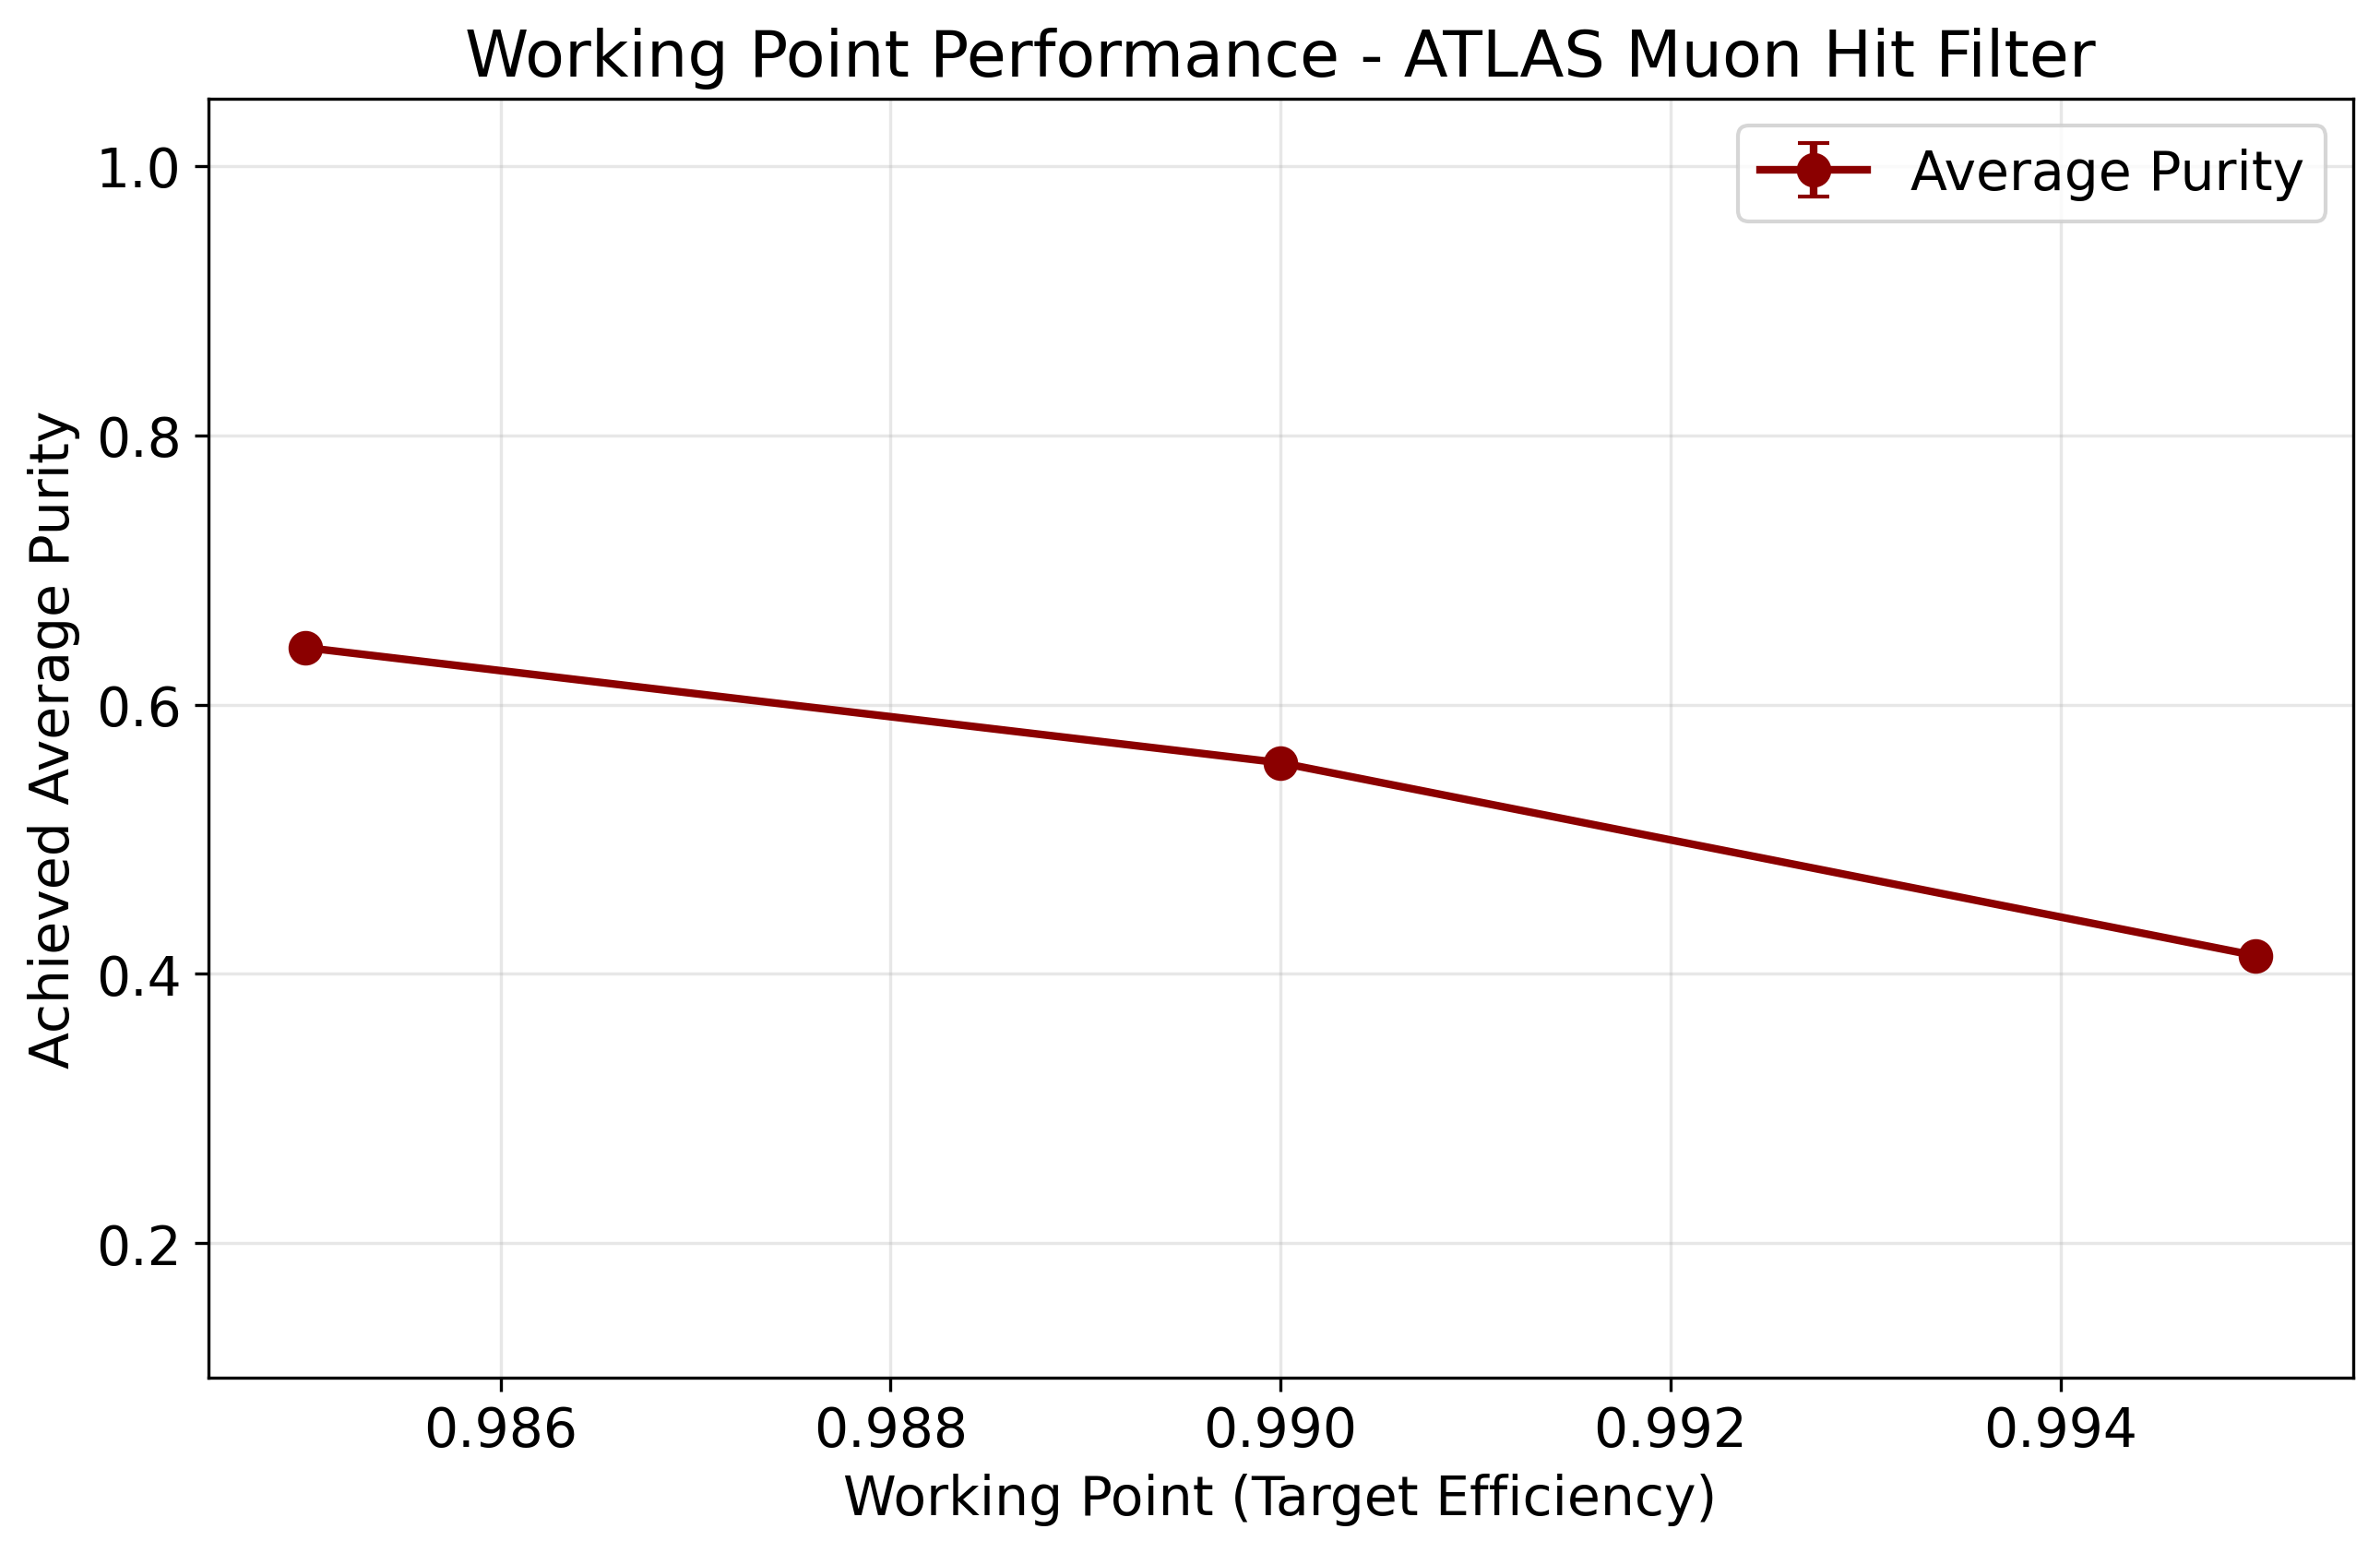 Working Point Performance - ATLAS Muon Hit Filter
Average Purity
Achieved Average Purity
1.0
0.8
0.6
0.4
0.2
0.986
0.988
0.990
0.992
0.994
Working Point (Target Efficiency)